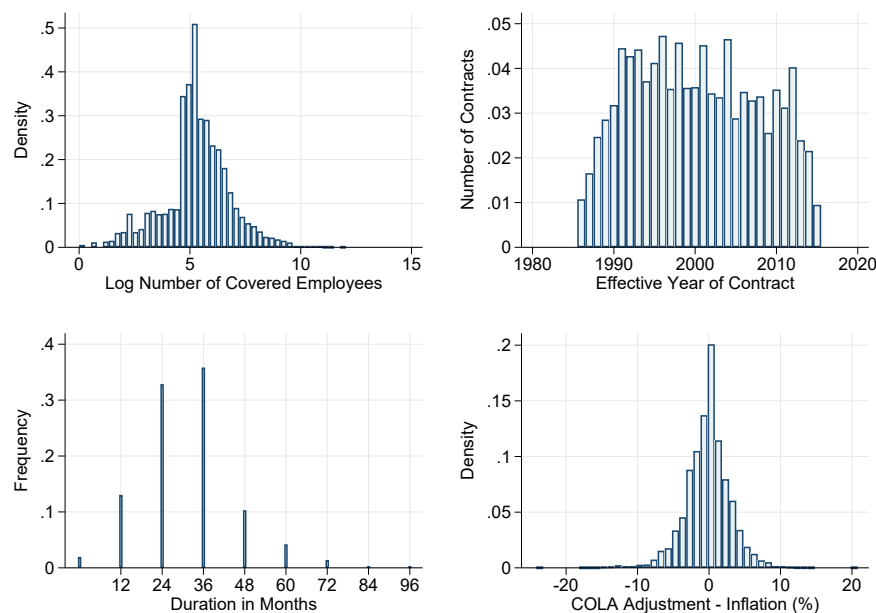 .5
.4
.3
.2
.1
0
Density
0 5 10 15
Log Number of Covered Employees
.05
.04
.03
.02
.01
0
Number of Contracts
1980 1990 2000 2010 2020
Effective Year of Contract
.4
.3
.2
.1
0
Frequency
12 24 36 48 60 72 84 96
Duration in Months
.2
.15
.1
.05
0
Density
-20 -10 0 10 20
COLA Adjustment - Inflation (%)